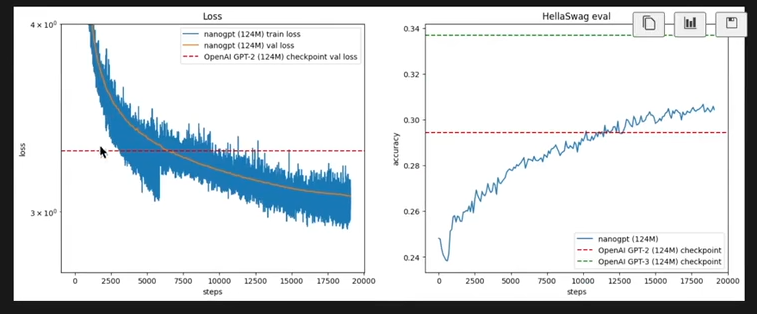 Loss
4 × 10⁰
3 × 10⁰
loss
nanogpt (124M) train loss
nanogpt (124M) val loss
OpenAI GPT-2 (124M) checkpoint val loss
0 2500 5000 7500 10000 12500 15000 17500 20000
steps
HellaSwag eval
0.34
0.32
0.30
0.28
0.26
0.24
accuracy
nanogpt (124M)
OpenAI GPT-2 (124M) checkpoint
OpenAI GPT-3 (124M) checkpoint
0 2500 5000 7500 10000 12500 15000 17500 20000
steps